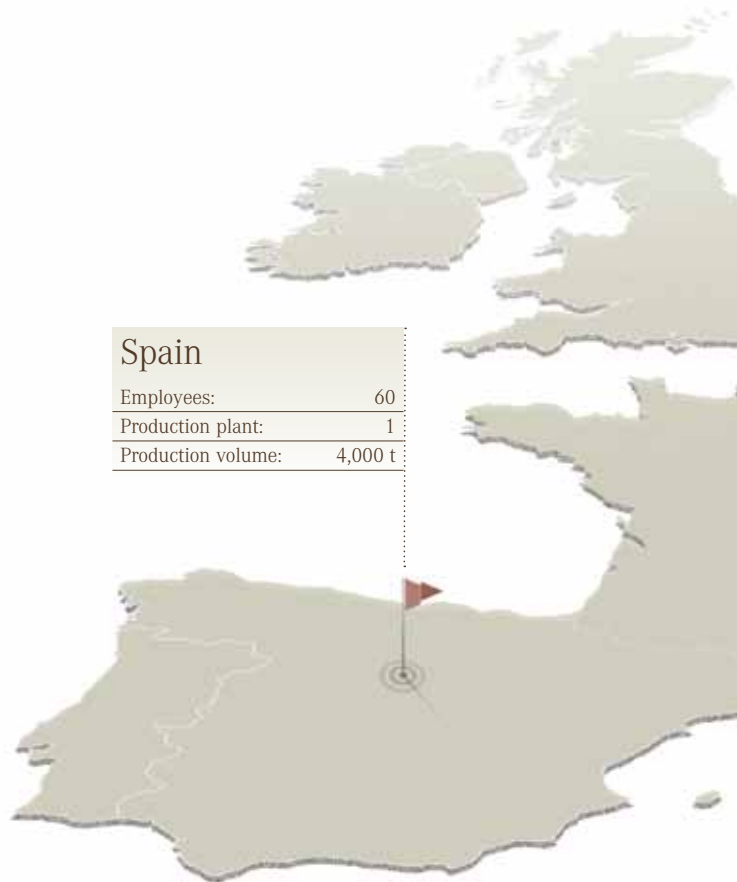 Spain
Employees: 60
Production plant: 1
Production volume: 4,000 t